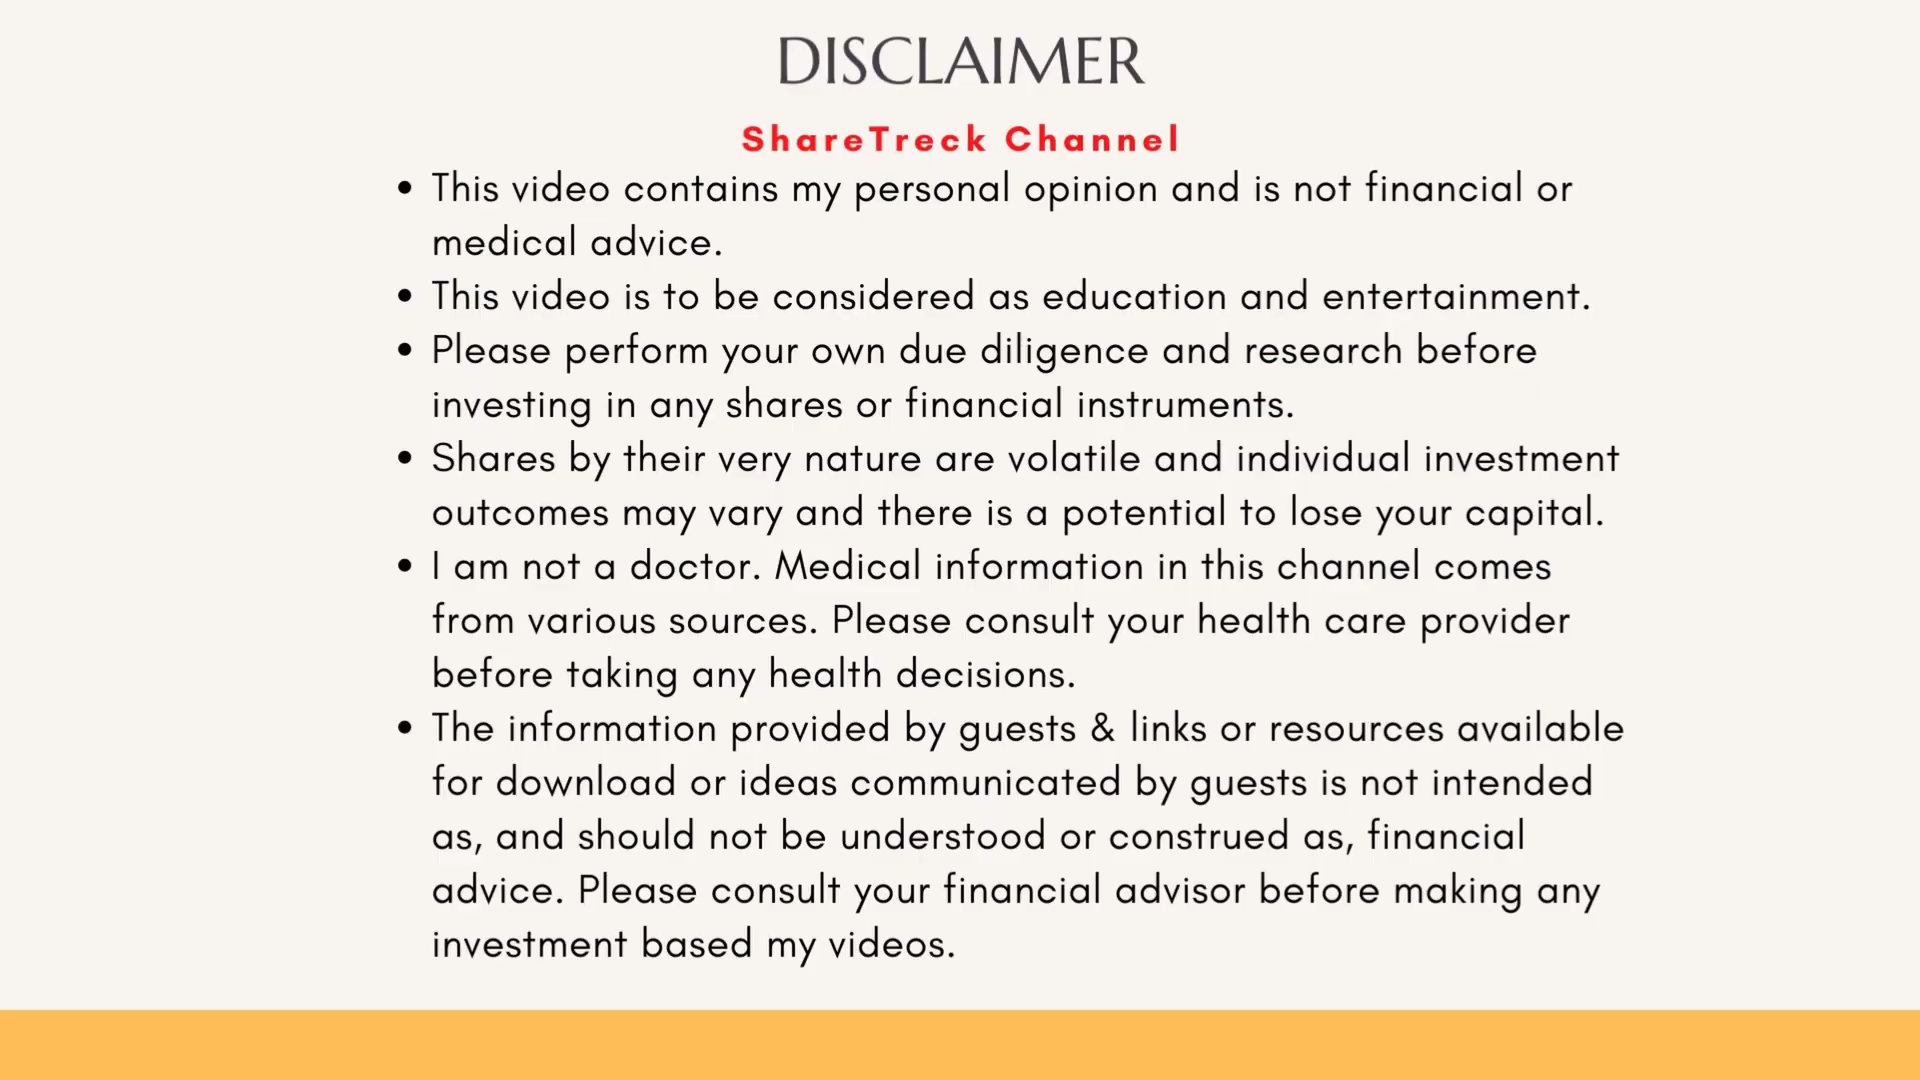 DISCLAIMER
ShareTreck Channel
• This video contains my personal opinion and is not financial or
medical advice.
• This video is to be considered as education and entertainment.
• Please perform your own due diligence and research before
investing in any shares or financial instruments.
• Shares by their very nature are volatile and individual investment
outcomes may vary and there is a potential to lose your capital.
• I am not a doctor. Medical information in this channel comes
from various sources. Please consult your health care provider
before taking any health decisions.
• The information provided by guests & links or resources available
for download or ideas communicated by guests is not intended
as, and should not be understood or construed as, financial
advice. Please consult your financial advisor before making any
investment based my videos.